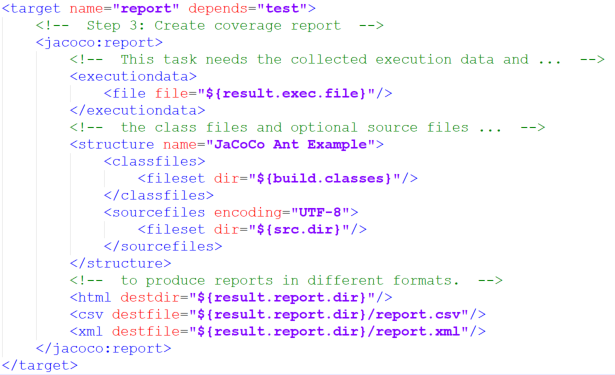 <target name="report" depends="test">
    <!--  Step 3: Create coverage report  -->
    <jacoco:report>
        <!--  This task needs the collected execution data and ...  -->
        <executiondata>
            <file file="${result.exec.file}"/>
        </executiondata>
        <!--  the class files and optional source files ...  -->
        <structure name="JaCoCo Ant Example">
            <classfiles>
                <fileset dir="${build.classes}"/>
            </classfiles>
            <sourcefiles encoding="UTF-8">
                <fileset dir="${src.dir}"/>
            </sourcefiles>
        </structure>
        <!--  to produce reports in different formats.  -->
        <html destdir="${result.report.dir}"/>
        <csv destfile="${result.report.dir}/report.csv"/>
        <xml destfile="${result.report.dir}/report.xml"/>
    </jacoco:report>
</target>